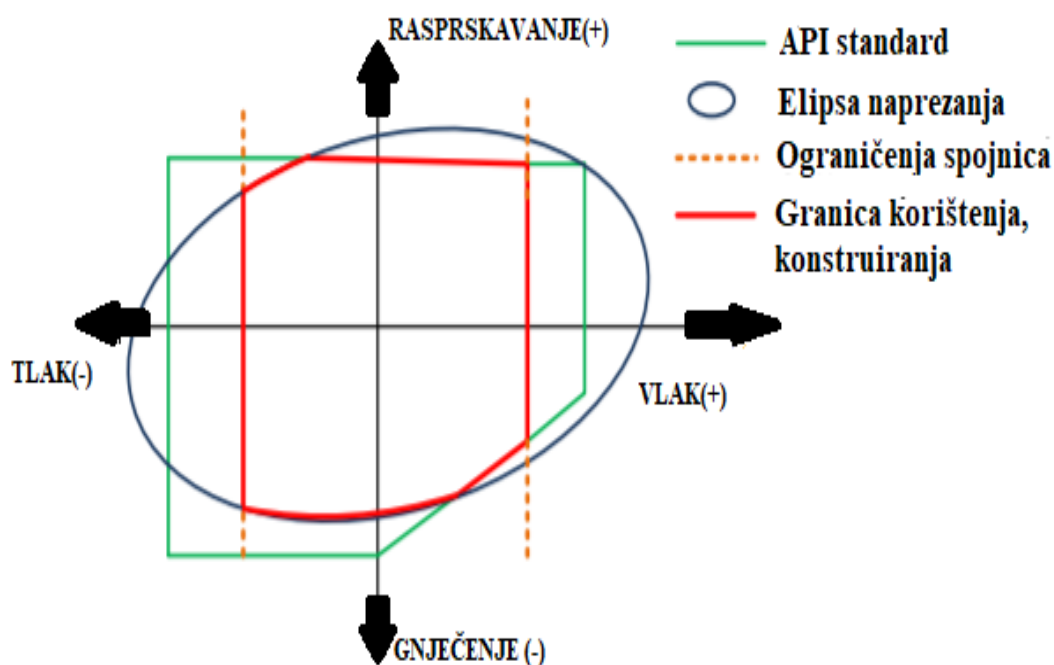 RASPRSKAVANJE(+)
API standard
Elipsa naprezanja
Ograničenja spojnica
Granica korištenja,
konstruiranja
TLAK(-)
VLAK(+)
GNJEČENJE (-)